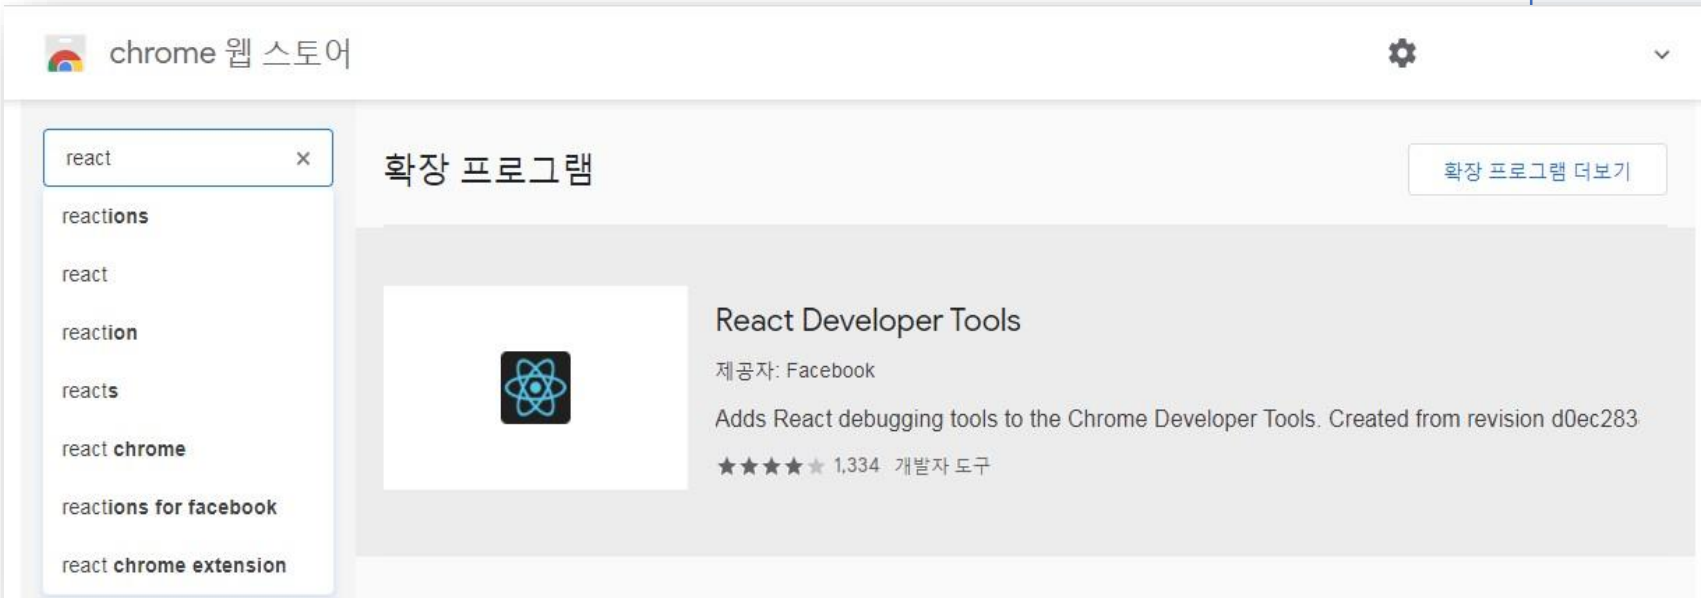 chrome 웹 스토어
react
reactions
react
reaction
reacts
react chrome
reactions for facebook
react chrome extension
확장 프로그램
확장 프로그램 더보기
React Developer Tools
제공자: Facebook
Adds React debugging tools to the Chrome Developer Tools. Created from revision d0ec283
1,334 개발자 도구